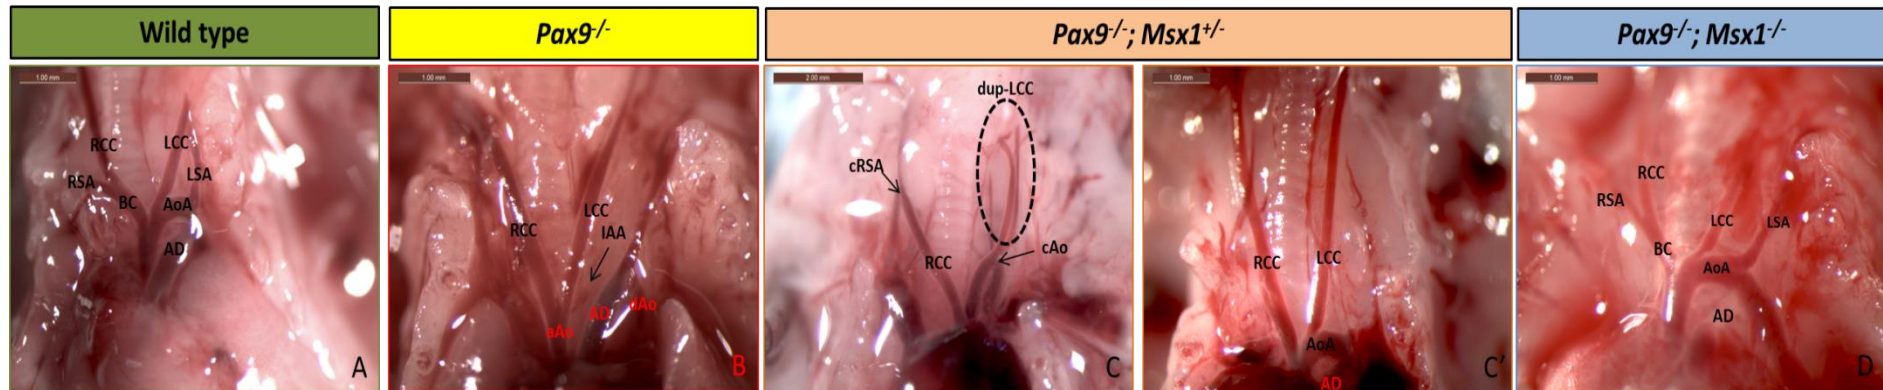 Wild type
Pax9-/-
Pax9-/-; Msx1+/-
Pax9-/-; Msx1-/-
1.00 mm
RCC
LCC
RSA
LSA
BC
AoA
AD
A
1.00 mm
RCC
LCC
IAA
AD
dAo
aAo
B
2.00 mm
dup-LCC
cRSA
RCC
cAo
C
1.00 mm
RCC
LCC
AoA
AD
C'
1.00 mm
RCC
RSA
LCC
LSA
BC
AoA
AD
D